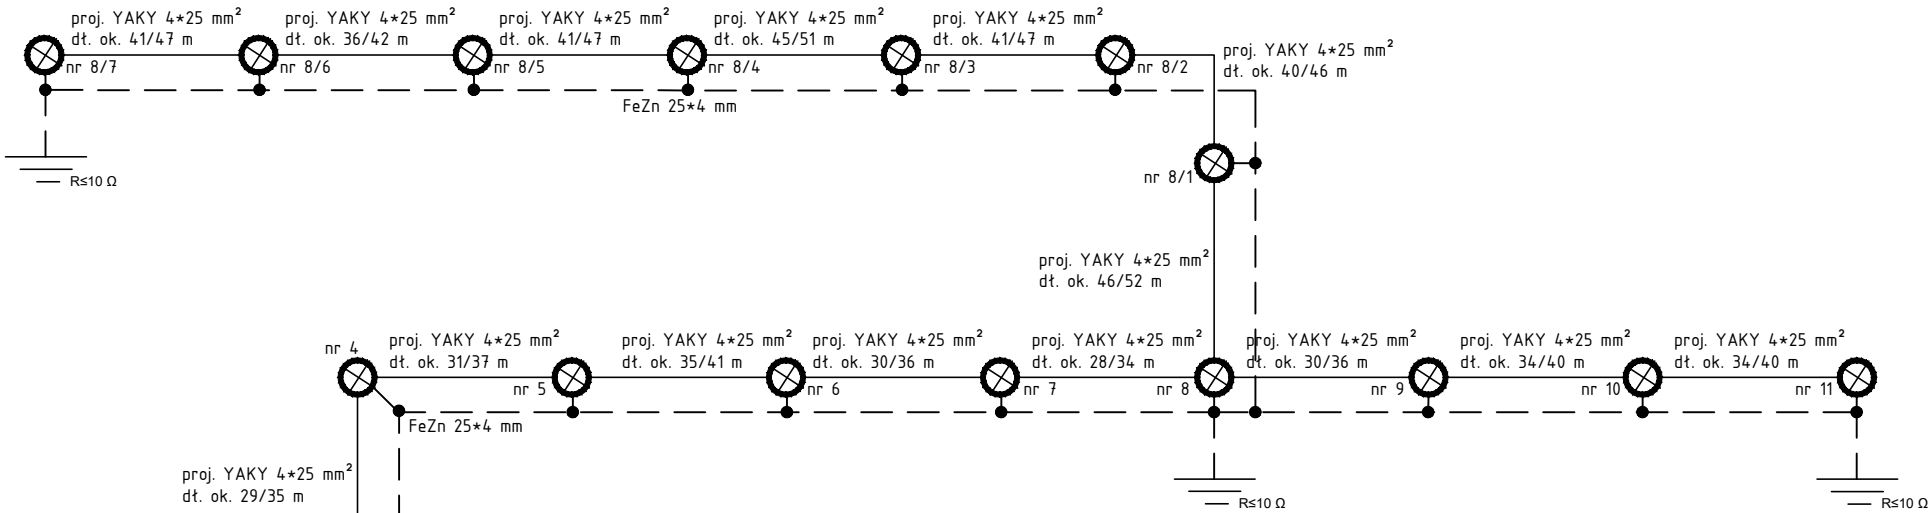 proj. YAKY 4*25 mm²
dł. ok. 41/47 m
proj. YAKY 4*25 mm²
dł. ok. 36/42 m
proj. YAKY 4*25 mm²
dł. ok. 41/47 m
proj. YAKY 4*25 mm²
dł. ok. 45/51 m
proj. YAKY 4*25 mm²
dł. ok. 41/47 m
proj. YAKY 4*25 mm²
dł. ok. 40/46 m
nr 8/7
nr 8/6
nr 8/5
nr 8/4
nr 8/3
nr 8/2
FeZn 25*4 mm
R≤10 Ω
nr 8/1
proj. YAKY 4*25 mm²
dł. ok. 46/52 m
nr 4
proj. YAKY 4*25 mm²
dł. ok. 31/37 m
proj. YAKY 4*25 mm²
dł. ok. 35/41 m
proj. YAKY 4*25 mm²
dł. ok. 30/36 m
proj. YAKY 4*25 mm²
dł. ok. 28/34 m
proj. YAKY 4*25 mm²
dł. ok. 30/36 m
proj. YAKY 4*25 mm²
dł. ok. 34/40 m
proj. YAKY 4*25 mm²
dł. ok. 34/40 m
nr 5
nr 6
nr 7
nr 8
nr 9
nr 10
nr 11
FeZn 25*4 mm
proj. YAKY 4*25 mm²
dł. ok. 29/35 m
R≤10 Ω
R≤10 Ω